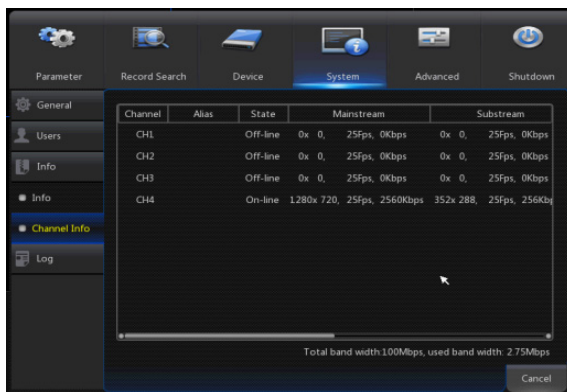 Parameter Record Search Device System Advanced Shutdown
General
Users
Info
Info
Channel Info
Log
Channel Alias State Mainstream Substream
CH1 Off-line 0x 0, 25Fps, 0Kbps 0x 0, 25Fps, 0Kbps
CH2 Off-line 0x 0, 25Fps, 0Kbps 0x 0, 25Fps, 0Kbps
CH3 Off-line 0x 0, 25Fps, 0Kbps 0x 0, 25Fps, 0Kbps
CH4 On-line 1280x 720, 25Fps, 2560Kbps 352x 288, 25Fps, 256Kb
Total band width:100Mbps, used band width: 2.75Mbps
Cancel